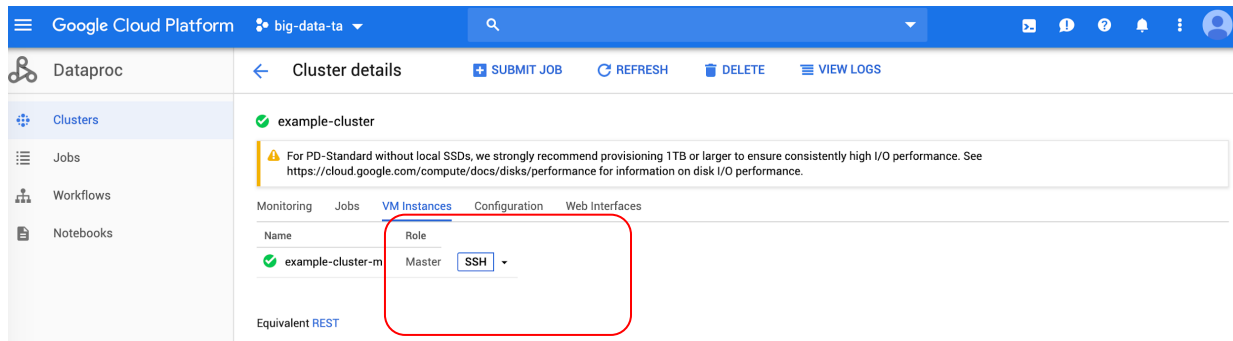 Google Cloud Platform big-data-ta
Dataproc
Cluster details SUBMIT JOB REFRESH DELETE VIEW LOGS
Clusters
Jobs
Workflows
Notebooks
example-cluster
For PD-Standard without local SSDs, we strongly recommend provisioning 1TB or larger to ensure consistently high I/O performance. See
https://cloud.google.com/compute/docs/disks/performance for information on disk I/O performance.
Monitoring Jobs VM Instances Configuration Web Interfaces
Name Role
example-cluster-m Master SSH
Equivalent REST